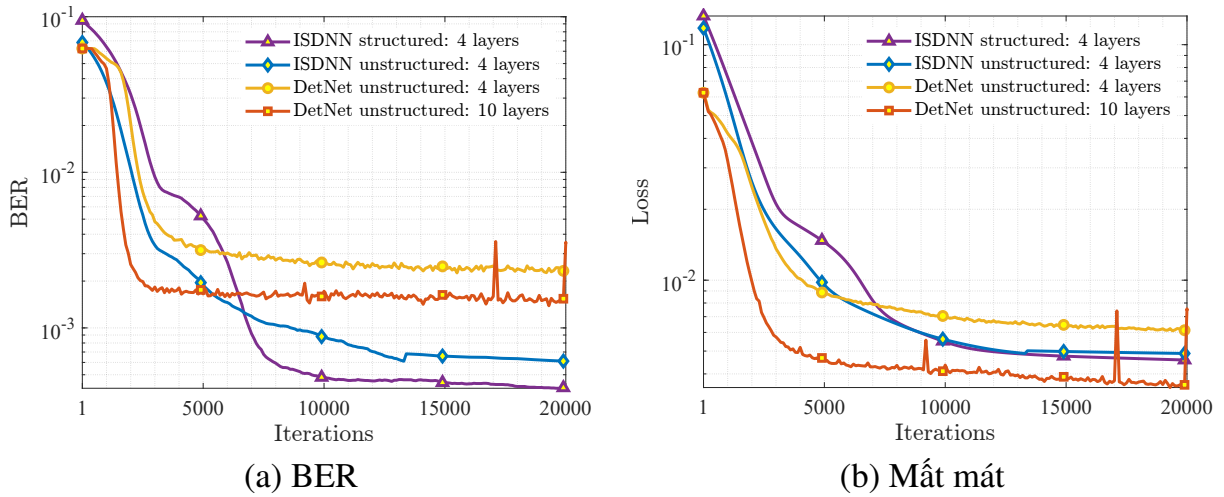 ISDNN structured: 4 layers
ISDNN unstructured: 4 layers
DetNet unstructured: 4 layers
DetNet unstructured: 10 layers
10^-1
10^-2
10^-3
BER
1 5000 10000 15000 20000
Iterations
(a) BER
ISDNN structured: 4 layers
ISDNN unstructured: 4 layers
DetNet unstructured: 4 layers
DetNet unstructured: 10 layers
10^-1
10^-2
Loss
1 5000 10000 15000 20000
Iterations
(b) Mất mát